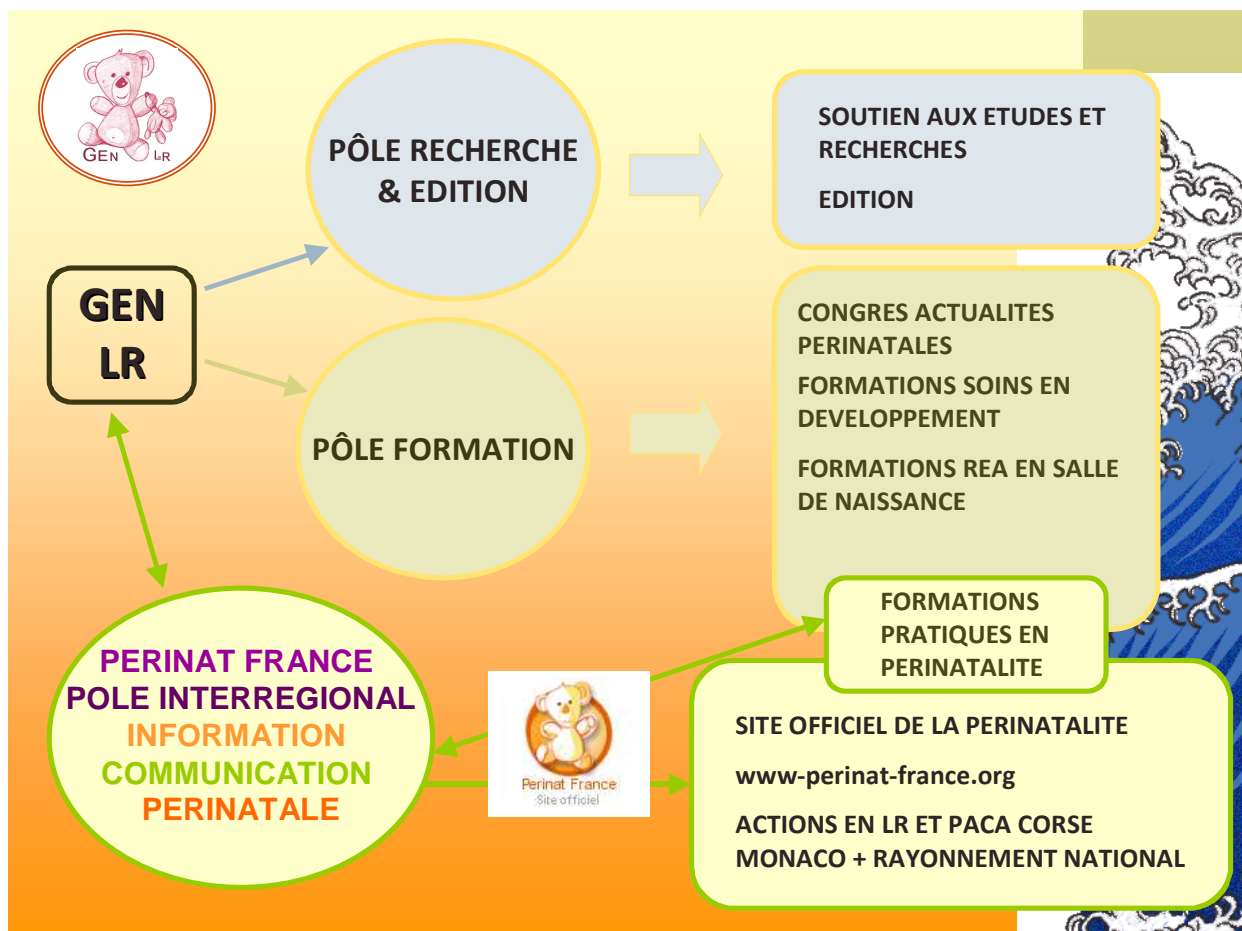 GEN LR
PÔLE RECHERCHE
& EDITION
SOUTIEN AUX ETUDES ET
RECHERCHES
EDITION
GEN
LR
PÔLE FORMATION
CONGRES ACTUALITES
PERINATALES
FORMATIONS SOINS EN
DEVELOPPEMENT
FORMATIONS REA EN SALLE
DE NAISSANCE
FORMATIONS
PRATIQUES EN
PERINATALITE
PERINAT FRANCE
POLE INTERREGIONAL
INFORMATION
COMMUNICATION
PERINATALE
Perinat France
Site officiel
SITE OFFICIEL DE LA PERINATALITE
www-perinat-france.org
ACTIONS EN LR ET PACA CORSE
MONACO + RAYONNEMENT NATIONAL